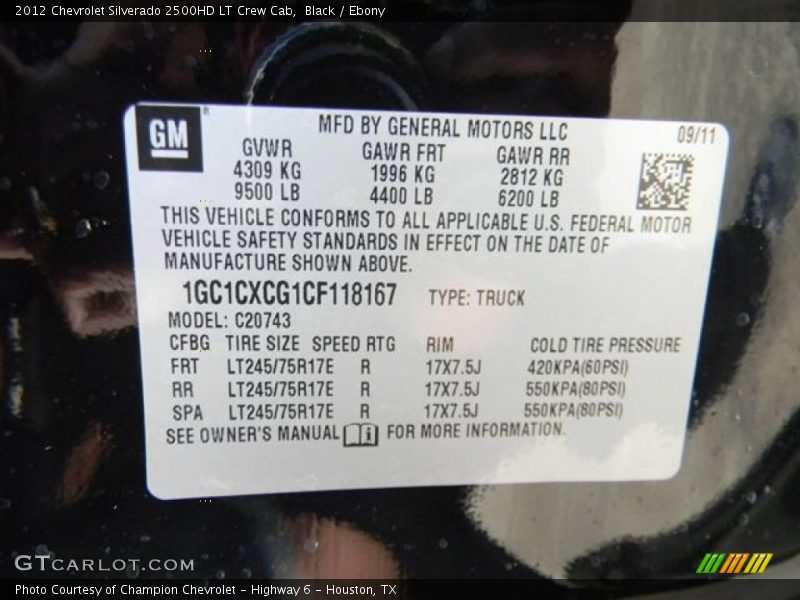 2012 Chevrolet Silverado 2500HD LT Crew Cab, Black / Ebony
GM ®
MFD BY GENERAL MOTORS LLC 09/11
GVWR GAWR FRT GAWR RR
4309 KG 1996 KG 2812 KG
9500 LB 4400 LB 6200 LB
THIS VEHICLE CONFORMS TO ALL APPLICABLE U.S. FEDERAL MOTOR
VEHICLE SAFETY STANDARDS IN EFFECT ON THE DATE OF
MANUFACTURE SHOWN ABOVE.
1GC1CXCG1CF118167 TYPE: TRUCK
MODEL: C20743
CFBG TIRE SIZE SPEED RTG RIM COLD TIRE PRESSURE
FRT LT245/75R17E R 17X7.5J 420KPA(60PSI)
RR LT245/75R17E R 17X7.5J 550KPA(80PSI)
SPA LT245/75R17E R 17X7.5J 550KPA(80PSI)
SEE OWNER'S MANUAL i FOR MORE INFORMATION.
GTCARLOT.COM
Photo Courtesy of Champion Chevrolet - Highway 6 - Houston, TX